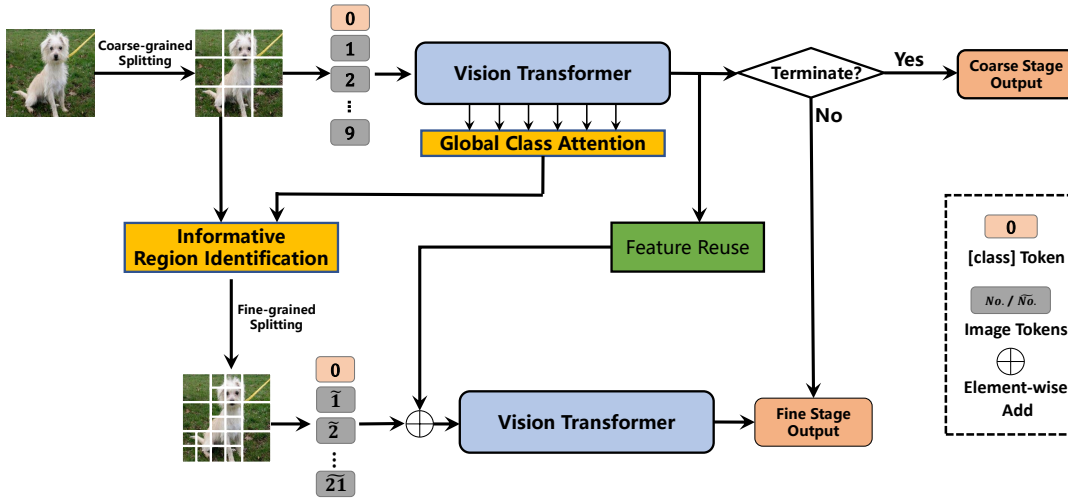 Coarse-grained
Splitting
0
1
2
⋮
9
Vision Transformer
Global Class Attention
Terminate?
Yes
No
Coarse Stage
Output
Informative
Region Identification
Feature Reuse
Fine-grained
Splitting
0
1̃
2̃
⋮
2̃1̃
Vision Transformer
Fine Stage
Output
0
[class] Token
No. / Ño.
Image Tokens
Element-wise
Add